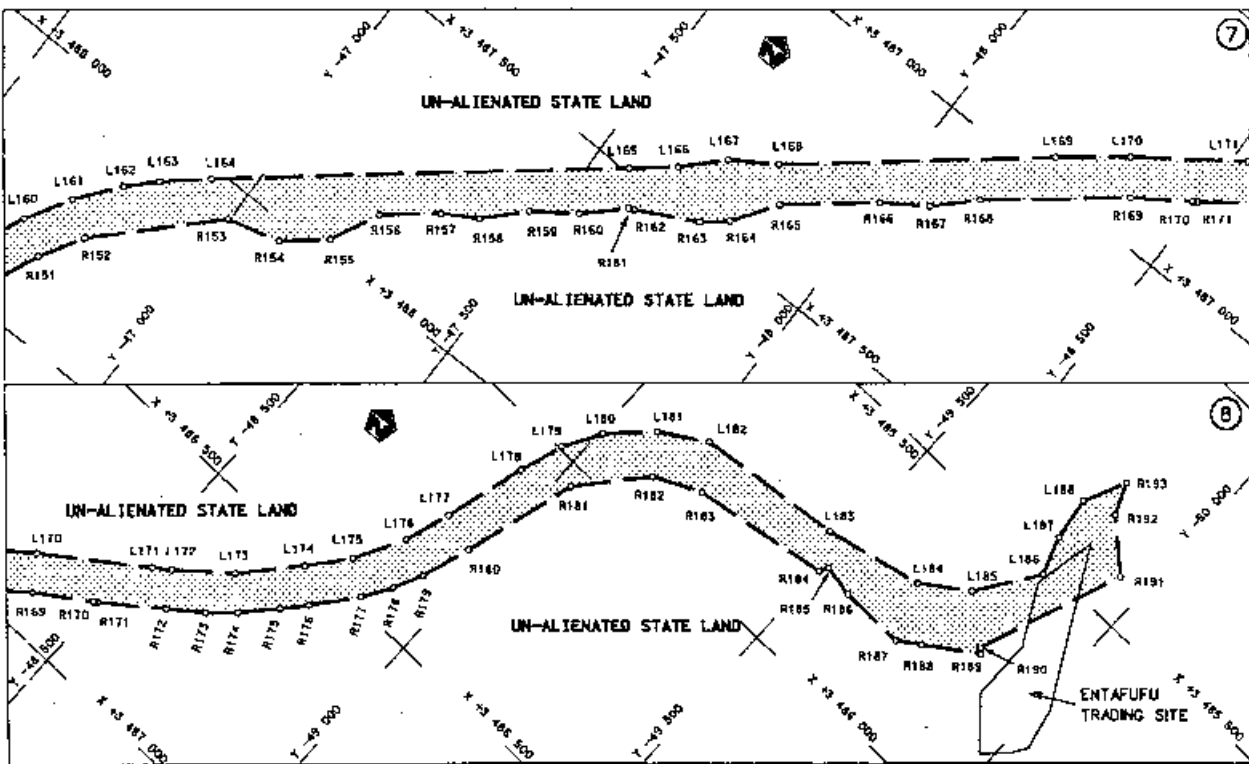 X +3 488 000
Y -47 000
X +3 487 500
Y -47 500
X +3 487 000
Y -48 000
7
UN-ALIENATED STATE LAND
L160
L161
L162
L163
L164
L165
L166
L167
L168
L169
L170
L171
R151
R152
R153
R154
R155
R156
R157
R158
R159
R160
R161
R162
R163
R164
R165
R166
R167
R168
R169
R170
R171
UN-ALIENATED STATE LAND
Y -47 000
X +3 488 000
Y -47 500
Y -48 000
X +3 487 500
Y -48 500
X +3 487 000
X +3 486 500
Y -48 500
X +3 485 500
Y -49 500
8
UN-ALIENATED STATE LAND
L170
L171
L172
L173
L174
L175
L176
L177
L178
L179
L180
L181
L182
L183
L184
L185
L186
L187
L188
R193
R192
R191
Y -50 000
R169
R170
R171
R172
R173
R174
R175
R176
R177
R178
R179
R180
R181
R182
R183
R184
R185
R186
R187
R188
R189
R190
UN-ALIENATED STATE LAND
ENTAFUFU
TRADING SITE
Y -48 500
X +3 487 000
Y -49 000
X +3 486 500
Y -49 500
X +3 486 000
X +3 485 500